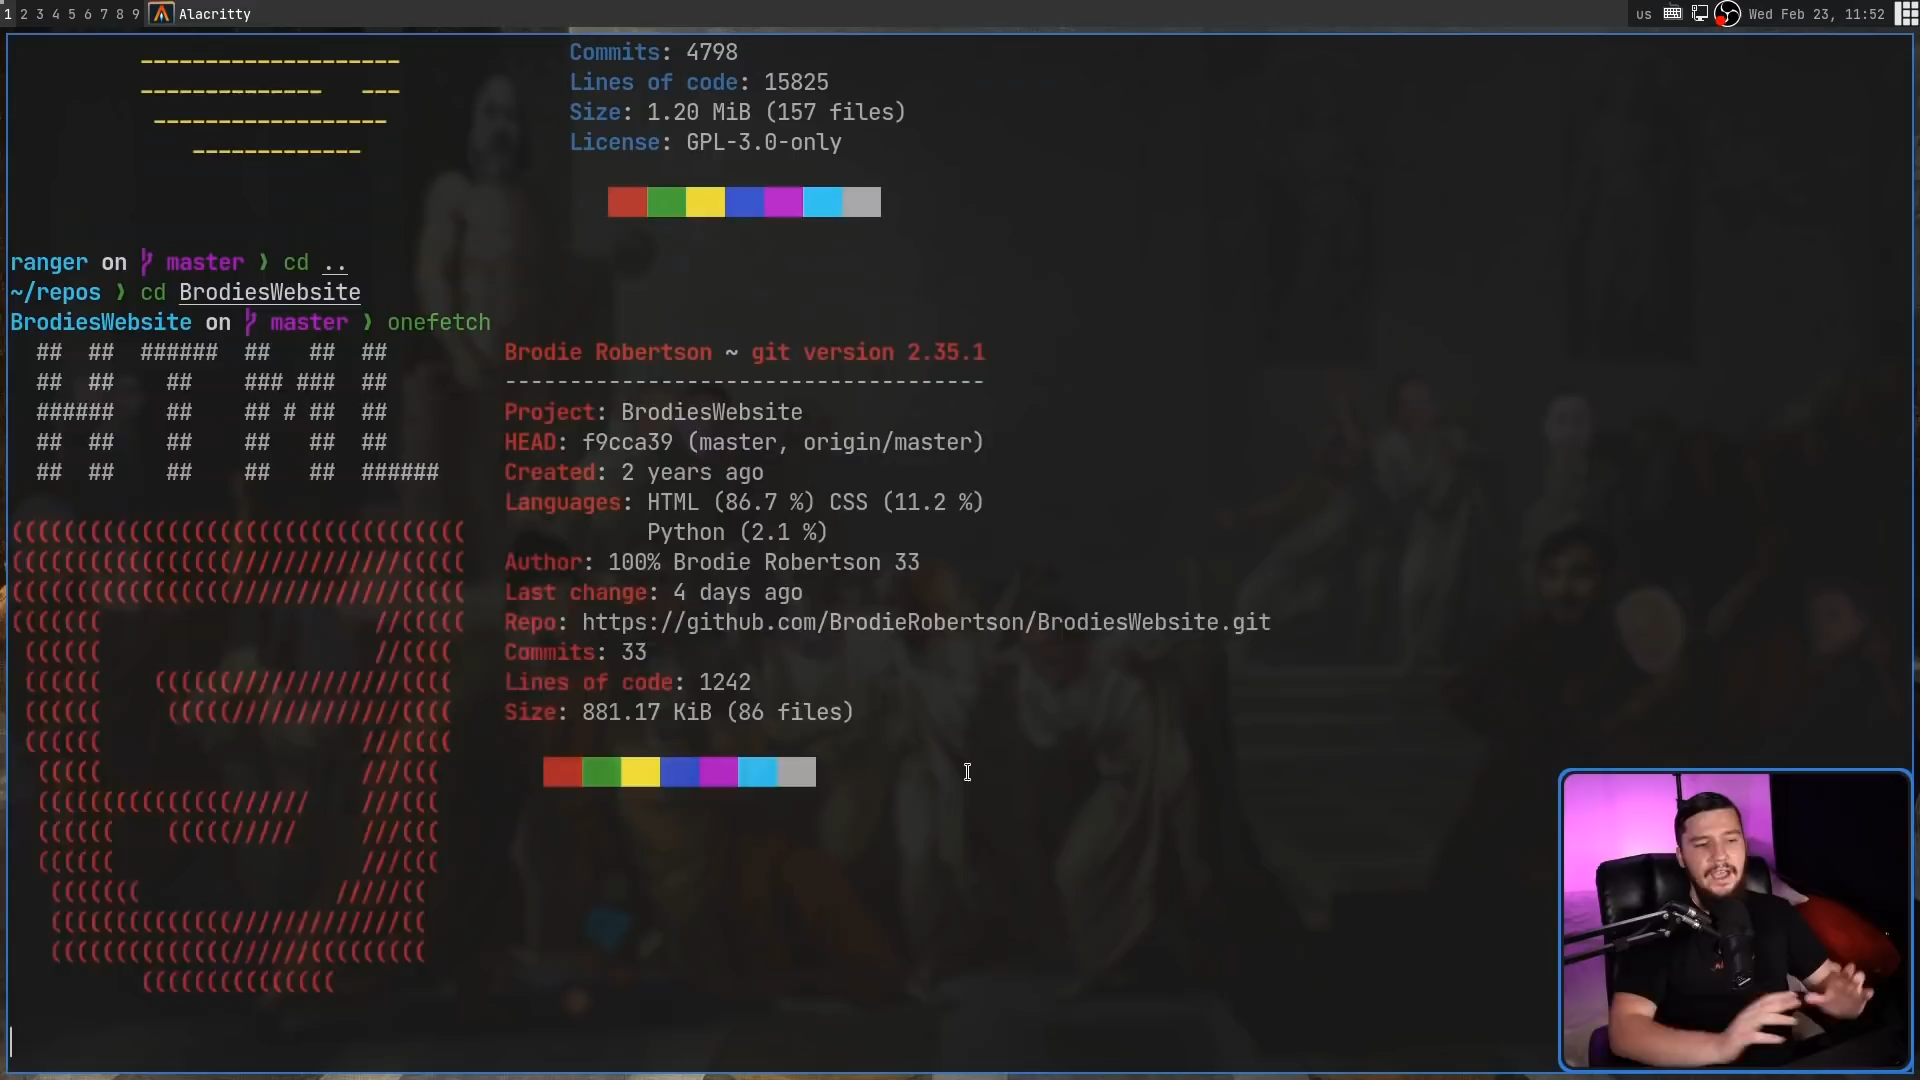 1 2 3 4 5 6 7 8 9 Alacritty us Wed Feb 23, 11:52
Commits: 4798
Lines of code: 15825
Size: 1.20 MiB (157 files)
License: GPL-3.0-only
ranger on master ❯ cd ..
~/repos ❯ cd BrodiesWebsite
BrodiesWebsite on master ❯ onefetch
Brodie Robertson ~ git version 2.35.1
-------------------------------------
Project: BrodiesWebsite
HEAD: f9cca39 (master, origin/master)
Created: 2 years ago
Languages: HTML (86.7 %) CSS (11.2 %)
Python (2.1 %)
Author: 100% Brodie Robertson 33
Last change: 4 days ago
Repo: https://github.com/BrodieRobertson/BrodiesWebsite.git
Commits: 33
Lines of code: 1242
Size: 881.17 KiB (86 files)